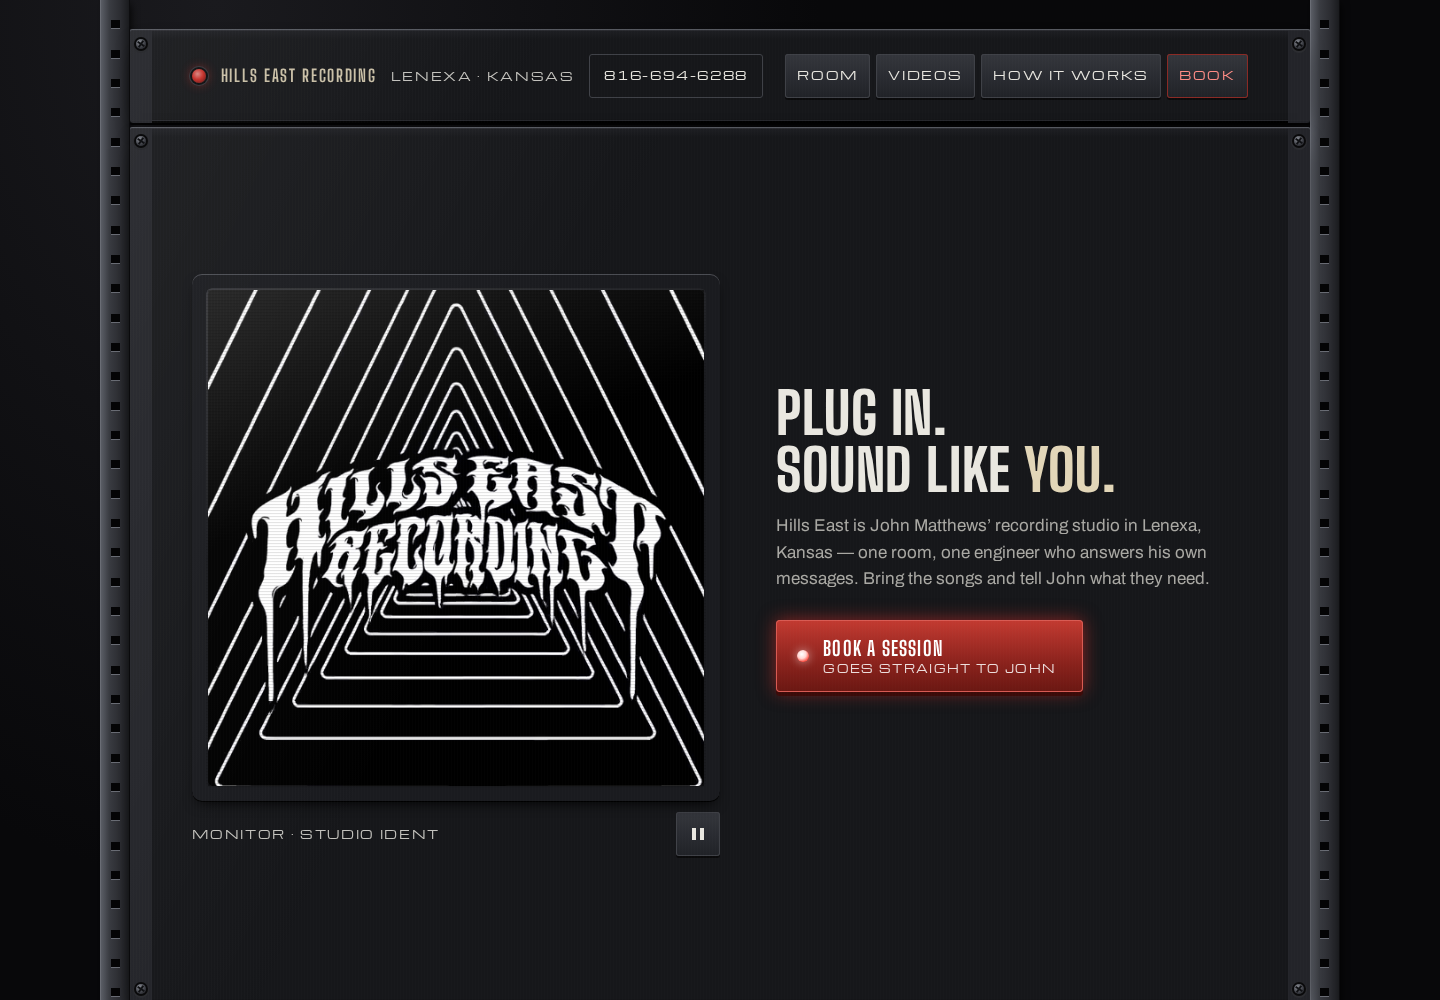 HILLS EAST RECORDING LENEXA · KANSAS 816-694-6288 ROOM VIDEOS HOW IT WORKS BOOK
HILLS EAST
RECORDING
MONITOR · STUDIO IDENT
PLUG IN.
SOUND LIKE YOU.
Hills East is John Matthews’ recording studio in Lenexa,
Kansas — one room, one engineer who answers his own
messages. Bring the songs and tell John what they need.
BOOK A SESSION
GOES STRAIGHT TO JOHN